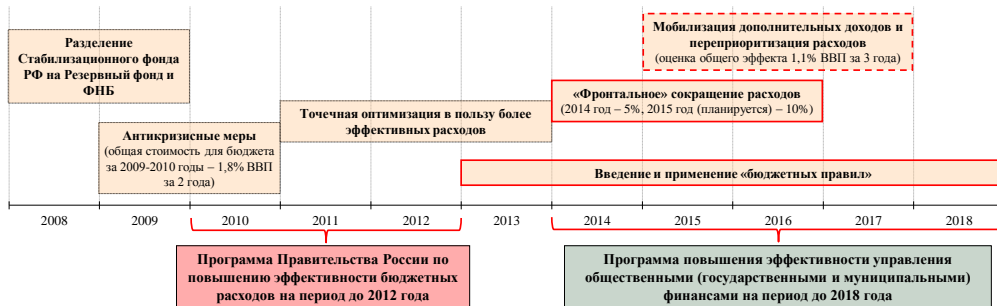 Разделение
Стабилизационного фонда
РФ на Резервный фонд и
ФНБ
Мобилизация дополнительных доходов и
переприоритизация расходов
(оценка общего эффекта 1,1% ВВП за 3 года)
«Фронтальное» сокращение расходов
(2014 год – 5%, 2015 год (планируется) – 10%)
Точечная оптимизация в пользу более
эффективных расходов
Антикризисные меры
(общая стоимость для бюджета
за 2009-2010 годы – 1,8% ВВП
за 2 года)
Введение и применение «бюджетных правил»
2008 2009 2010 2011 2012 2013 2014 2015 2016 2017 2018
Программа Правительства России по
повышению эффективности бюджетных
расходов на период до 2012 года
Программа повышения эффективности управления
общественными (государственными и муниципальными)
финансами на период до 2018 года